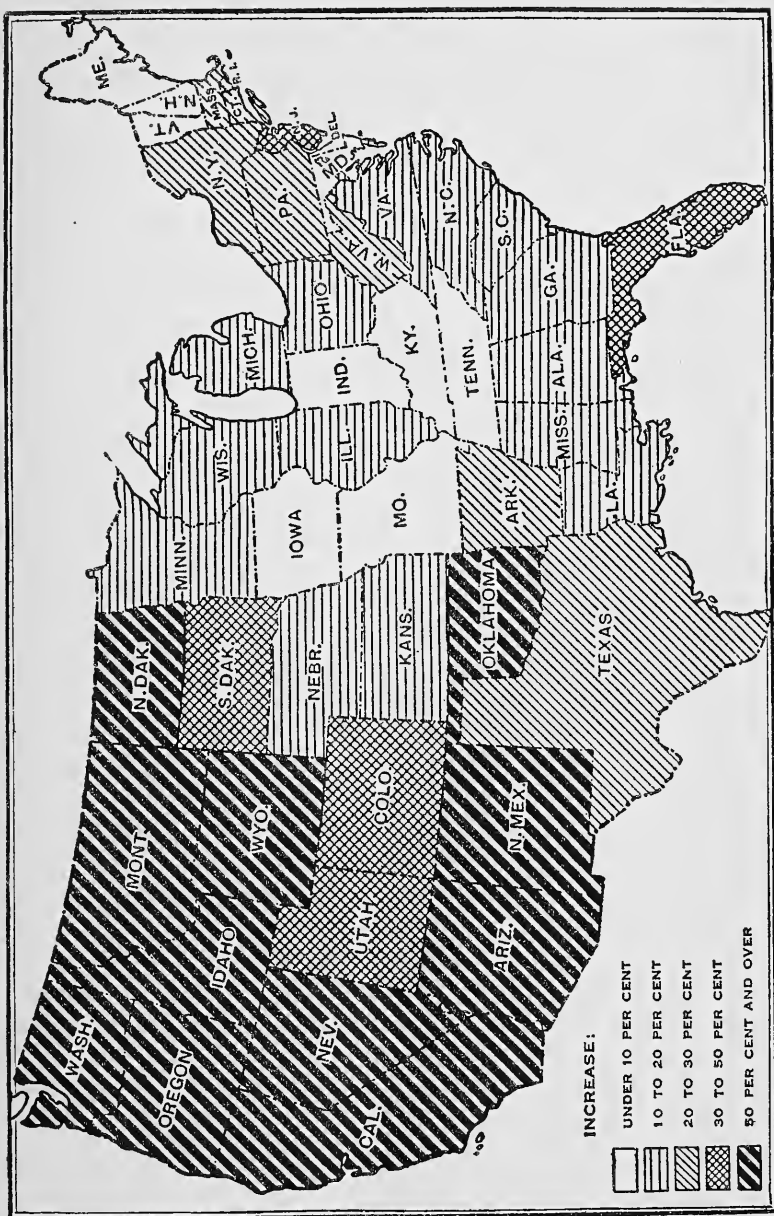 WASH.
OREGON
CAL.
IDAHO
NEV.
MONT.
WYO.
UTAH
COLO.
ARIZ.
N. MEX.
N. DAK.
S. DAK.
NEBR.
KANS.
OKLAHOMA
TEXAS
MINN.
IOWA
MO.
ARK.
LA.
WIS.
ILL.
MICH.
IND.
OHIO
KY.
TENN.
MISS.
ALA.
GA.
FLA.
S.C.
N.C.
VA.
W.VA.
MD.
DEL.
PA.
N.J.
N.Y.
CT.
R.I.
MASS.
VT.
N.H.
ME.
INCREASE:
UNDER 10 PER CENT
10 TO 20 PER CENT
20 TO 30 PER CENT
30 TO 50 PER CENT
50 PER CENT AND OVER